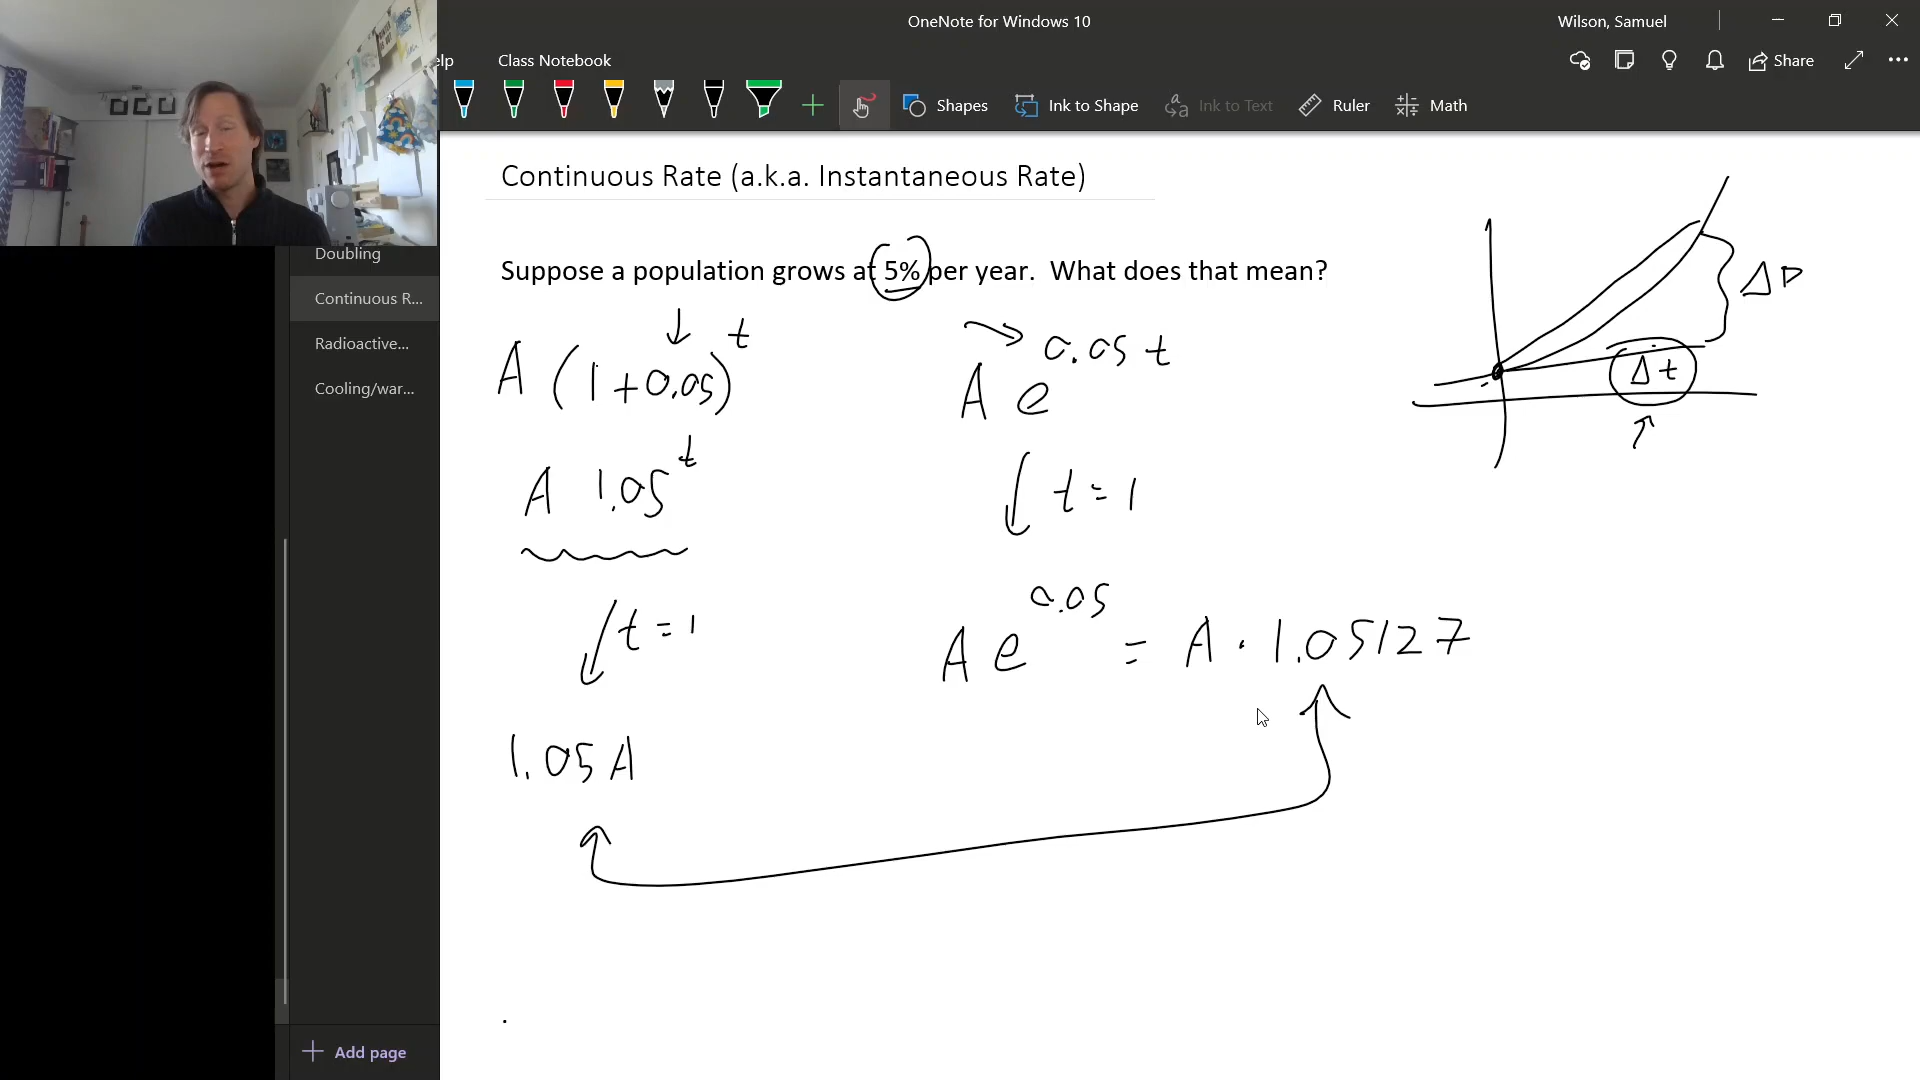 OneNote for Windows 10
Wilson, Samuel
elp
Class Notebook
Share
Shapes
Ink to Shape
Ink to Text
Ruler
Math
Doubling
Continuous R...
Radioactive...
Cooling/war...
Add page
Continuous Rate (a.k.a. Instantaneous Rate)
Suppose a population grows at 5% per year. What does that mean?
A (1+0.05)^t
A 1.05^t
t = 1
1.05 A
A e^0.05 t
t = 1
A e^0.05 = A · 1.05127
ΔP
Δt